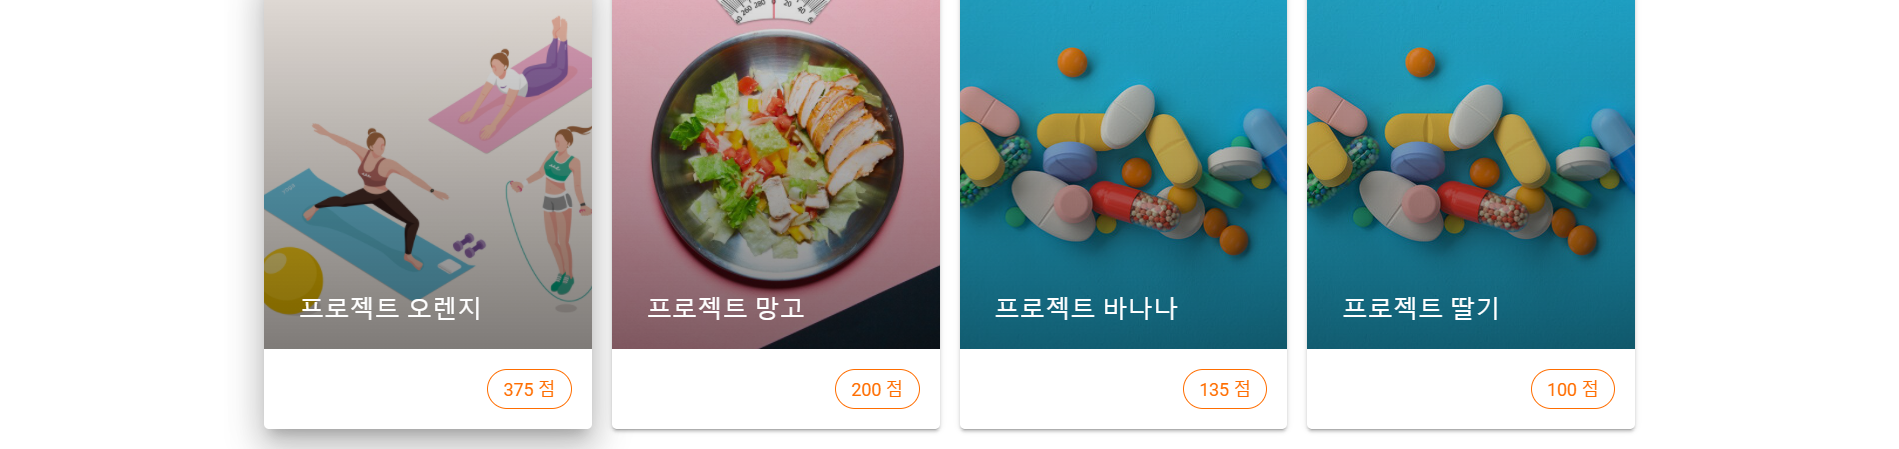 프로젝트 오렌지
프로젝트 망고
프로젝트 바나나
프로젝트 딸기
375 점
200 점
135 점
100 점